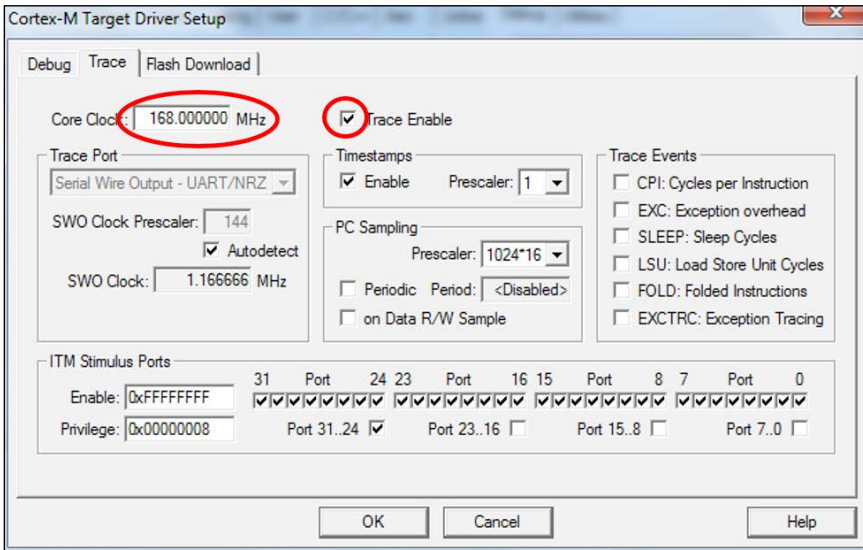 Cortex-M Target Driver Setup
Debug Trace Flash Download
Core Clock: 168.000000 MHz Trace Enable
Trace Port
Serial Wire Output - UART/NRZ
SWO Clock Prescaler: 144
Autodetect
SWO Clock: 1.166666 MHz
Timestamps
Enable Prescaler: 1
PC Sampling
Prescaler: 1024*16
Periodic Period: <Disabled>
on Data R/W Sample
Trace Events
CPI: Cycles per Instruction
EXC: Exception overhead
SLEEP: Sleep Cycles
LSU: Load Store Unit Cycles
FOLD: Folded Instructions
EXCTRC: Exception Tracing
ITM Stimulus Ports
31 Port 24 23 Port 16 15 Port 8 7 Port 0
Enable: 0xFFFFFFFF
Privilege: 0x00000008 Port 31..24 Port 23..16 Port 15..8 Port 7..0
OK Cancel Help